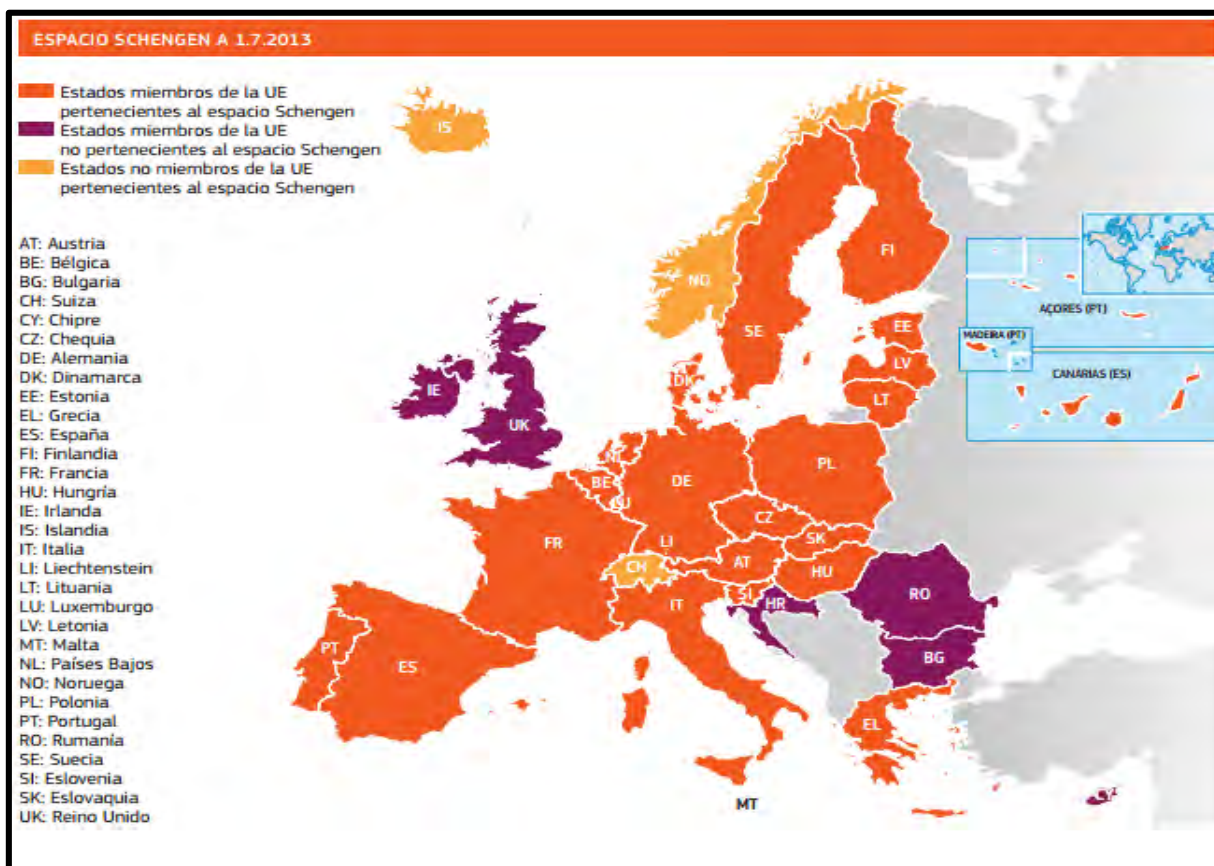 ESPACIO SCHENGEN A 1.7.2013
Estados miembros de la UE
pertenecientes al espacio Schengen
Estados miembros de la UE
no pertenecientes al espacio Schengen
Estados no miembros de la UE
pertenecientes al espacio Schengen
AT: Austria
BE: Bélgica
BG: Bulgaria
CH: Suiza
CY: Chipre
CZ: Chequia
DE: Alemania
DK: Dinamarca
EE: Estonia
EL: Grecia
ES: España
FI: Finlandia
FR: Francia
HU: Hungría
IE: Irlanda
IS: Islandia
IT: Italia
LI: Liechtenstein
LT: Lituania
LU: Luxemburgo
LV: Letonia
MT: Malta
NL: Países Bajos
NO: Noruega
PL: Polonia
PT: Portugal
RO: Rumanía
SE: Suecia
SI: Eslovenia
SK: Eslovaquia
UK: Reino Unido
IS
NO
SE
FI
EE
LV
LT
DK
IE
UK
NL
BE
LU
DE
PL
CZ
SK
FR
LI
CH
AT
HU
SI
HR
IT
RO
BG
PT
ES
EL
MT
CY
AÇORES (PT)
MADEIRA (PT)
CANARIAS (ES)